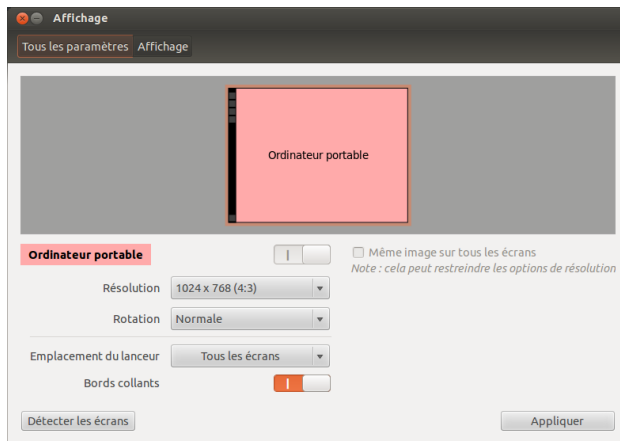 Affichage
Tous les paramètres Affichage
Ordinateur portable
Ordinateur portable
Même image sur tous les écrans
Note : cela peut restreindre les options de résolution
Résolution 1024 x 768 (4:3)
Rotation Normale
Emplacement du lanceur Tous les écrans
Bords collants
Détecter les écrans Appliquer